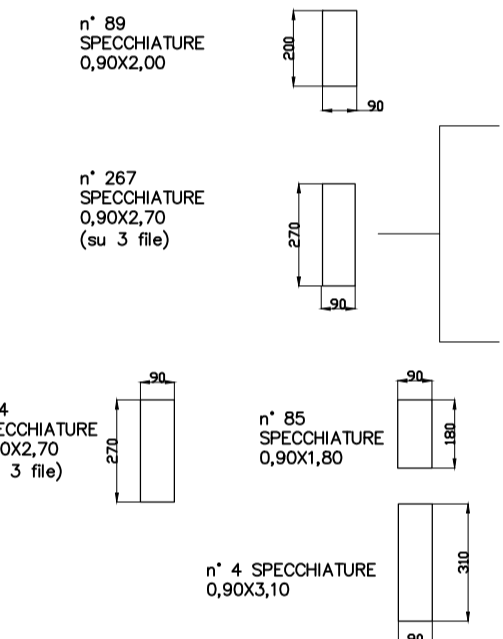 n° 89
SPECCHIATURE
0,90X2,00
200
90
n° 267
SPECCHIATURE
0,90X2,70
(su 3 file)
270
90
4
ECCHIATURE
0X2,70
3 file)
90
270
n° 85
SPECCHIATURE
0,90X1,80
90
180
n° 4 SPECCHIATURE
0,90X3,10
310
90